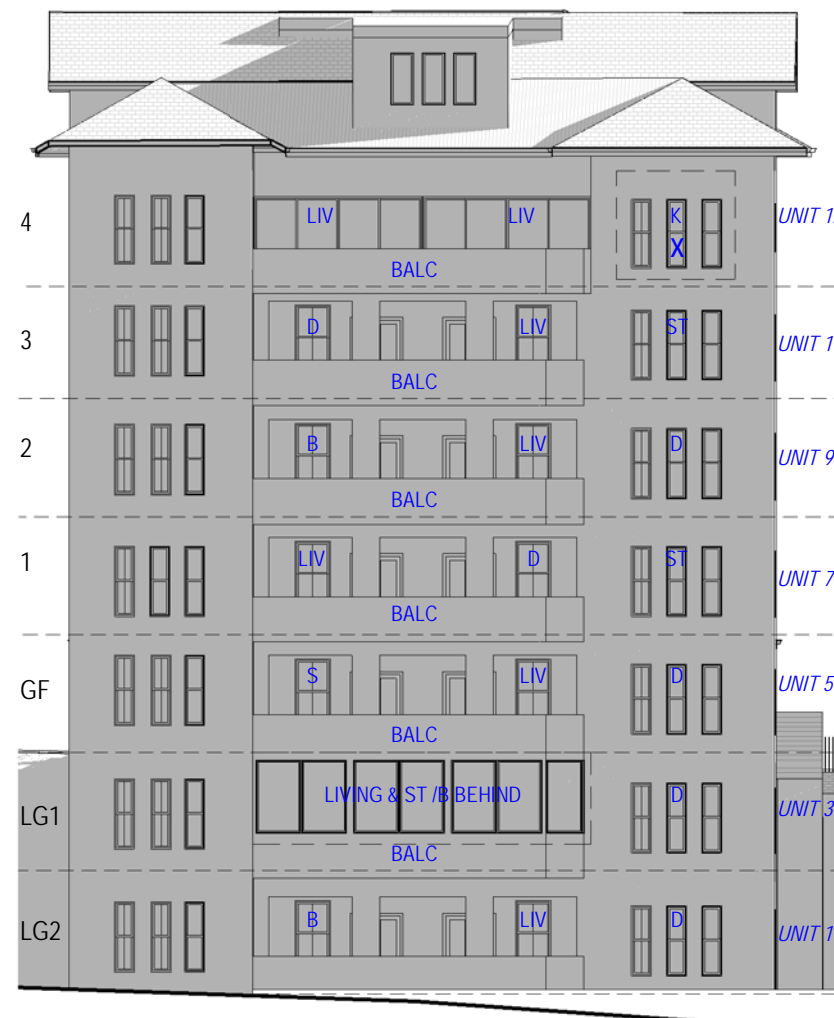 4 LIV LIV K UNIT 1
X
BALC
3 D LIV ST UNIT 1
BALC
2 B LIV D UNIT 9
BALC
1 LIV D ST UNIT 7
BALC
GF S LIV D UNIT 5
BALC
LG1 LIVING & ST /B BEHIND D UNIT 3
BALC
LG2 B LIV D UNIT 1